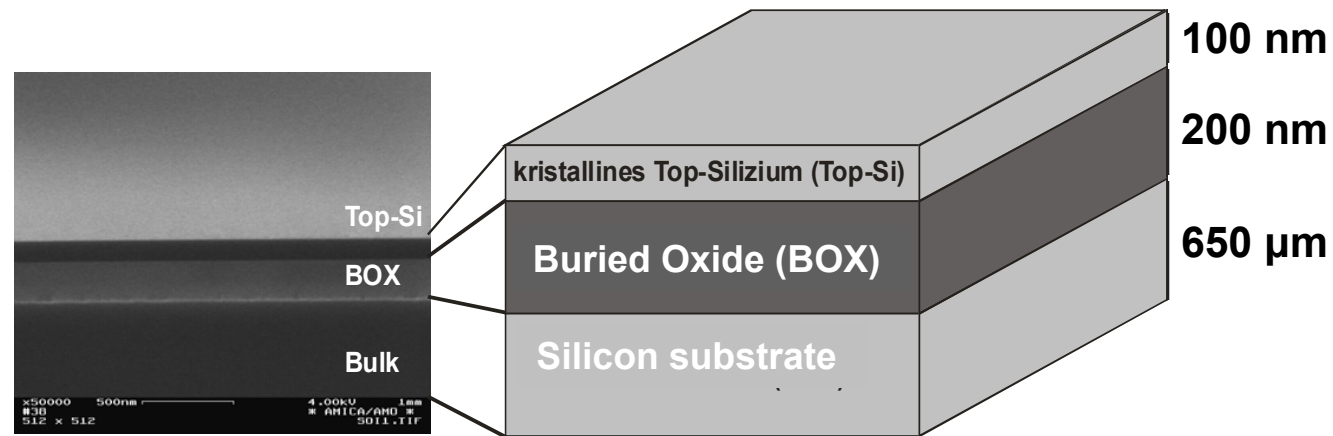 100 nm
200 nm
650 µm
kristallines Top-Silizium (Top-Si)
Buried Oxide (BOX)
Silicon substrate
Top-Si
BOX
Bulk
x50000 500nm 4.00kV 1mm
#38 * AMICA/AMO *
512 x 512 SOI1.TIF